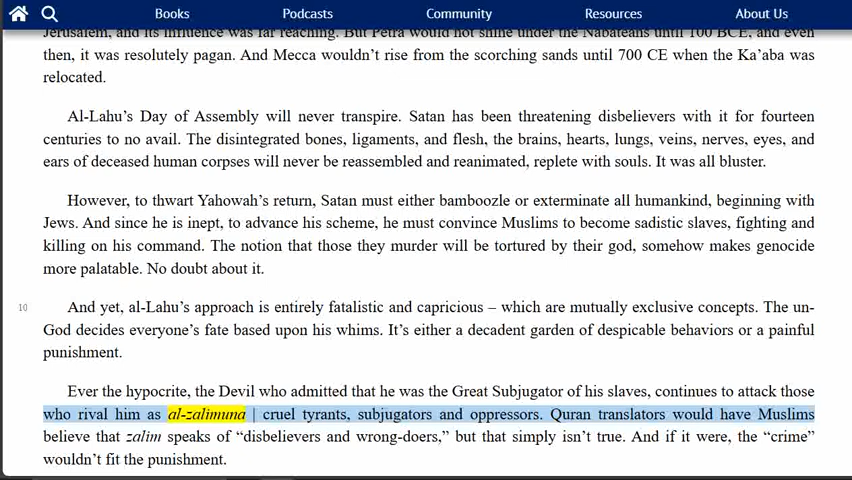 Books Podcasts Community Resources About Us
Jerusalem, and its influence was far reaching. But Petra would not shine under the Nabateans until 100 BCE, and even
then, it was resolutely pagan. And Mecca wouldn't rise from the scorching sands until 700 CE when the Ka'aba was
relocated.
Al-Lahu's Day of Assembly will never transpire. Satan has been threatening disbelievers with it for fourteen
centuries to no avail. The disintegrated bones, ligaments, and flesh, the brains, hearts, lungs, veins, nerves, eyes, and
ears of deceased human corpses will never be reassembled and reanimated, replete with souls. It was all bluster.
However, to thwart Yahowah's return, Satan must either bamboozle or exterminate all humankind, beginning with
Jews. And since he is inept, to advance his scheme, he must convince Muslims to become sadistic slaves, fighting and
killing on his command. The notion that those they murder will be tortured by their god, somehow makes genocide
more palatable. No doubt about it.
10 And yet, al-Lahu's approach is entirely fatalistic and capricious – which are mutually exclusive concepts. The un-
God decides everyone's fate based upon his whims. It's either a decadent garden of despicable behaviors or a painful
punishment.
Ever the hypocrite, the Devil who admitted that he was the Great Subjugator of his slaves, continues to attack those
who rival him as al-zalimuna | cruel tyrants, subjugators and oppressors. Quran translators would have Muslims
believe that zalim speaks of “disbelievers and wrong-doers,” but that simply isn't true. And if it were, the “crime”
wouldn't fit the punishment.